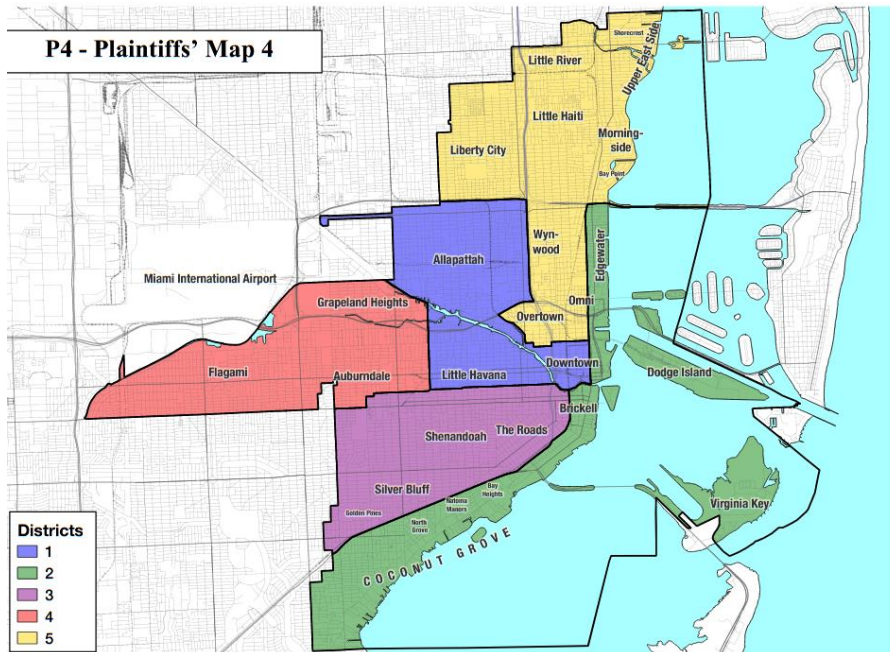 P4 - Plaintiffs' Map 4
Shorecrest
Upper East Side
Little River
Little Haiti
Morning-
side
Liberty City
Bay Point
Wyn-
wood
Edgewater
Allapattah
Miami International Airport
Grapeland Heights
Omni
Overtown
Flagami
Auburndale
Little Havana
Downtown
Dodge Island
Brickell
Shenandoah
The Roads
Silver Bluff
Bay
Heights
Natoma
Manors
Virginia Key
Golden Pines
North
Grove
COCONUT GROVE
Districts
1
2
3
4
5